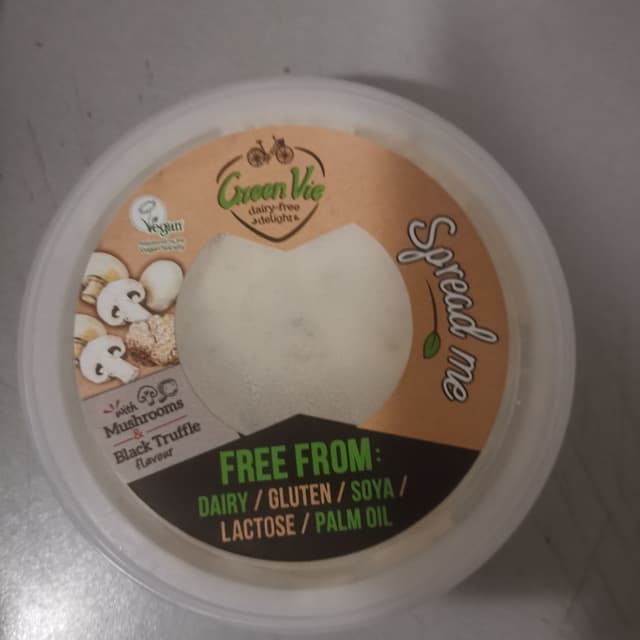 Green Vie
dairy-free
delight
Vegan
Spread me
with
Mushrooms
&
Black Truffle
flavour
FREE FROM:
DAIRY / GLUTEN / SOYA /
LACTOSE / PALM OIL